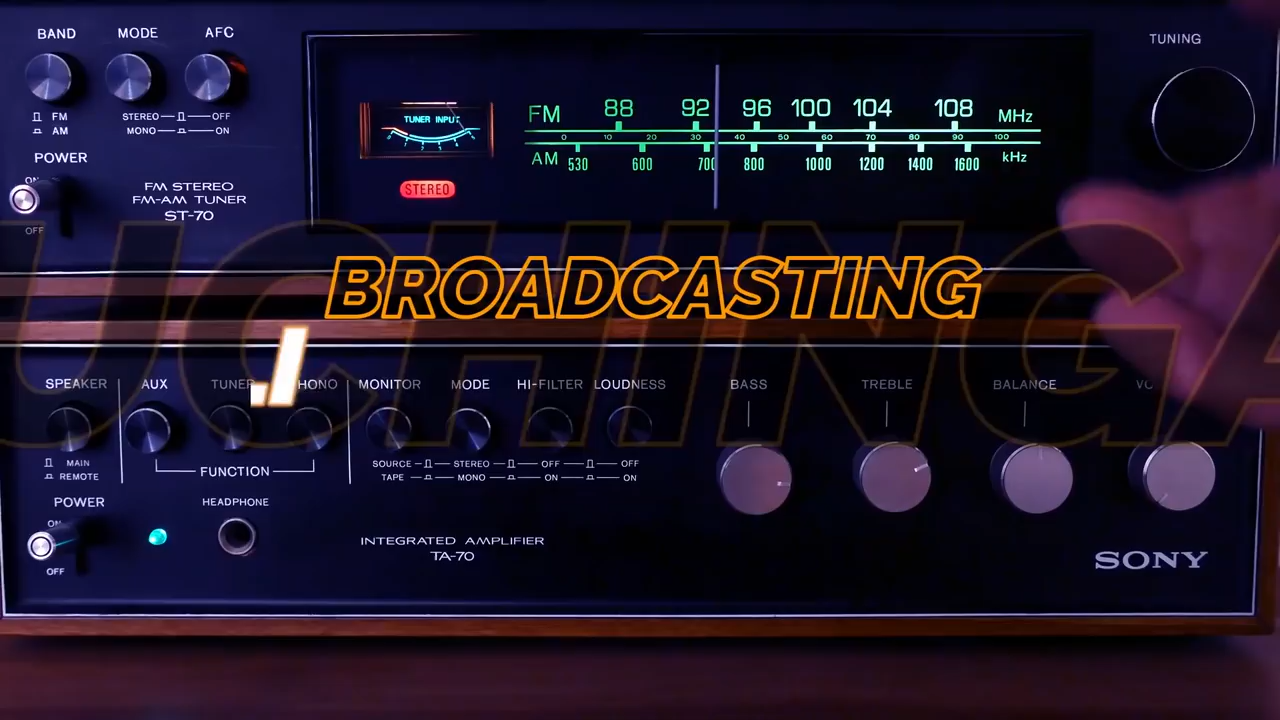 BAND MODE AFC
TUNING
FM 88 92 96 100 104 108 MHz
TUNER INPUT
FM
AM
STEREO OFF
MONO ON
0 10 20 30 40 50 60 70 80 90 100
AM 530 600 700 800 1000 1200 1400 1600 kHz
POWER
ON
OFF
STEREO
FM STEREO
FM-AM TUNER
ST-70
UCHINGA
BROADCASTING
SPEAKER AUX TUNER PHONO MONITOR MODE HI-FILTER LOUDNESS BASS TREBLE BALANCE
MAIN
REMOTE
FUNCTION
SOURCE STEREO OFF OFF
TAPE MONO ON ON
POWER
ON
OFF
HEADPHONE
INTEGRATED AMPLIFIER
TA-70
SONY